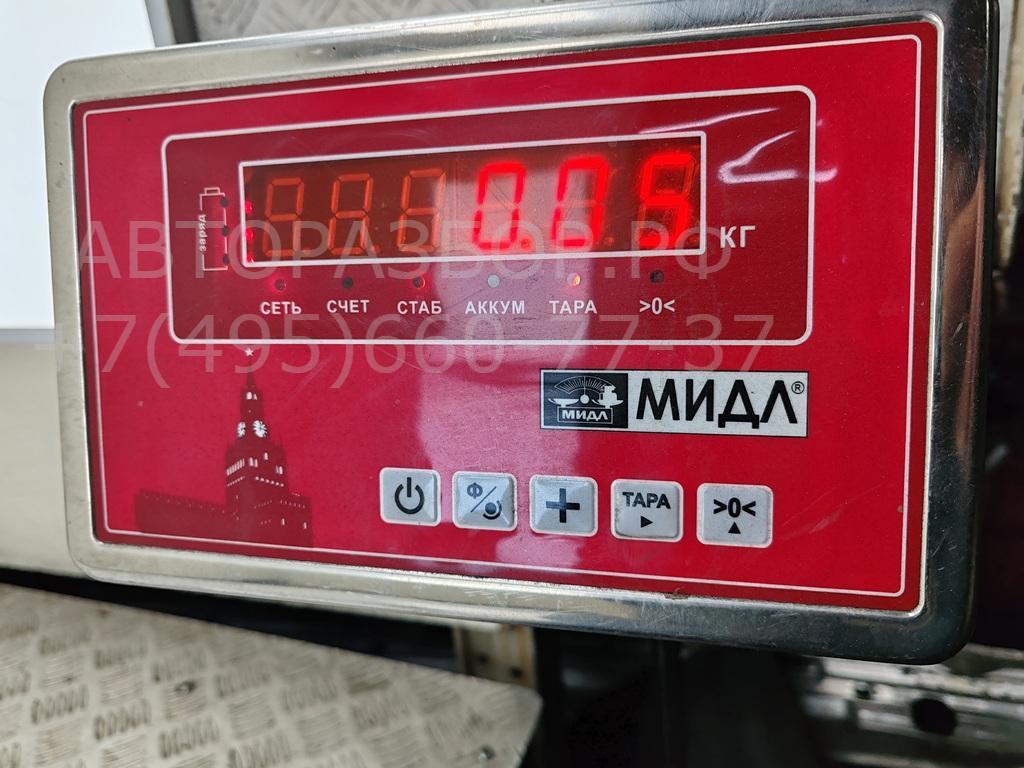 0.05
заряд
КГ
АВТОРАЗБОР.РФ
СЕТЬ СЧЕТ СТАБ АККУМ ТАРА >0<
+7(495)660-77-37
МИДЛ МИДЛ®
Ф
ТАРА >0<